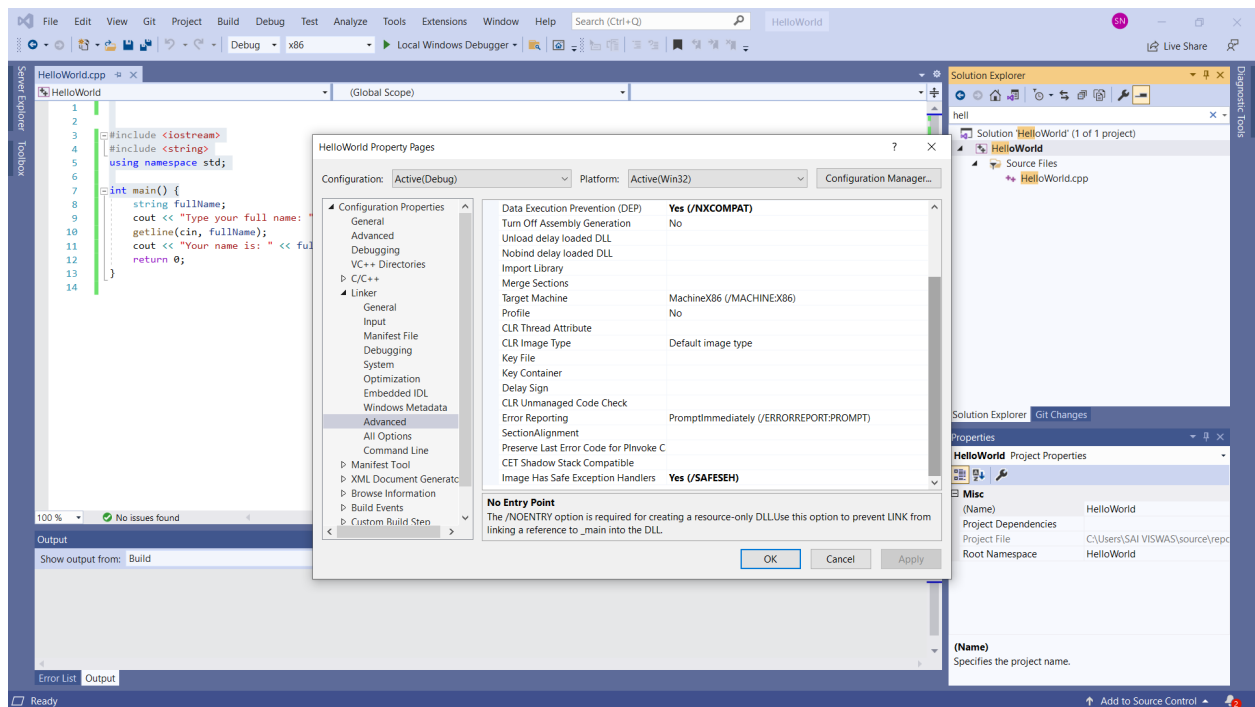 File Edit View Git Project Build Debug Test Analyze Tools Extensions Window Help Search (Ctrl+Q) HelloWorld SN
Debug x86 Local Windows Debugger Live Share
Server Explorer
Toolbox
HelloWorld.cpp
HelloWorld (Global Scope)
1
2
3 #include <iostream>
4 #include <string>
5 using namespace std;
6
7 int main() {
8 string fullName;
9 cout << "Type your full name: "
10 getline(cin, fullName);
11 cout << "Your name is: " << ful
12 return 0;
13 }
14
100 % No issues found
HelloWorld Property Pages ?
Configuration: Active(Debug) Platform: Active(Win32) Configuration Manager...
Configuration Properties
General
Advanced
Debugging
VC++ Directories
C/C++
Linker
General
Input
Manifest File
Debugging
System
Optimization
Embedded IDL
Windows Metadata
Advanced
All Options
Command Line
Manifest Tool
XML Document Generatc
Browse Information
Build Events
Custom Build Step
Data Execution Prevention (DEP) Yes (/NXCOMPAT)
Turn Off Assembly Generation No
Unload delay loaded DLL
Nobind delay loaded DLL
Import Library
Merge Sections
Target Machine MachineX86 (/MACHINE:X86)
Profile No
CLR Thread Attribute
CLR Image Type Default image type
Key File
Key Container
Delay Sign
CLR Unmanaged Code Check
Error Reporting PromptImmediately (/ERRORREPORT:PROMPT)
SectionAlignment
Preserve Last Error Code for PInvoke C
CET Shadow Stack Compatible
Image Has Safe Exception Handlers Yes (/SAFESEH)
No Entry Point
The /NOENTRY option is required for creating a resource-only DLL.Use this option to prevent LINK from
linking a reference to _main into the DLL.
OK Cancel Apply
Output
Show output from: Build
Error List Output
Solution Explorer
hell
Solution 'HelloWorld' (1 of 1 project)
HelloWorld
Source Files
HelloWorld.cpp
Solution Explorer Git Changes
Properties
HelloWorld Project Properties
Misc
(Name) HelloWorld
Project Dependencies
Project File C:\Users\SAI VISWAS\source\repc
Root Namespace HelloWorld
(Name)
Specifies the project name.
Diagnostic Tools
Ready Add to Source Control 2